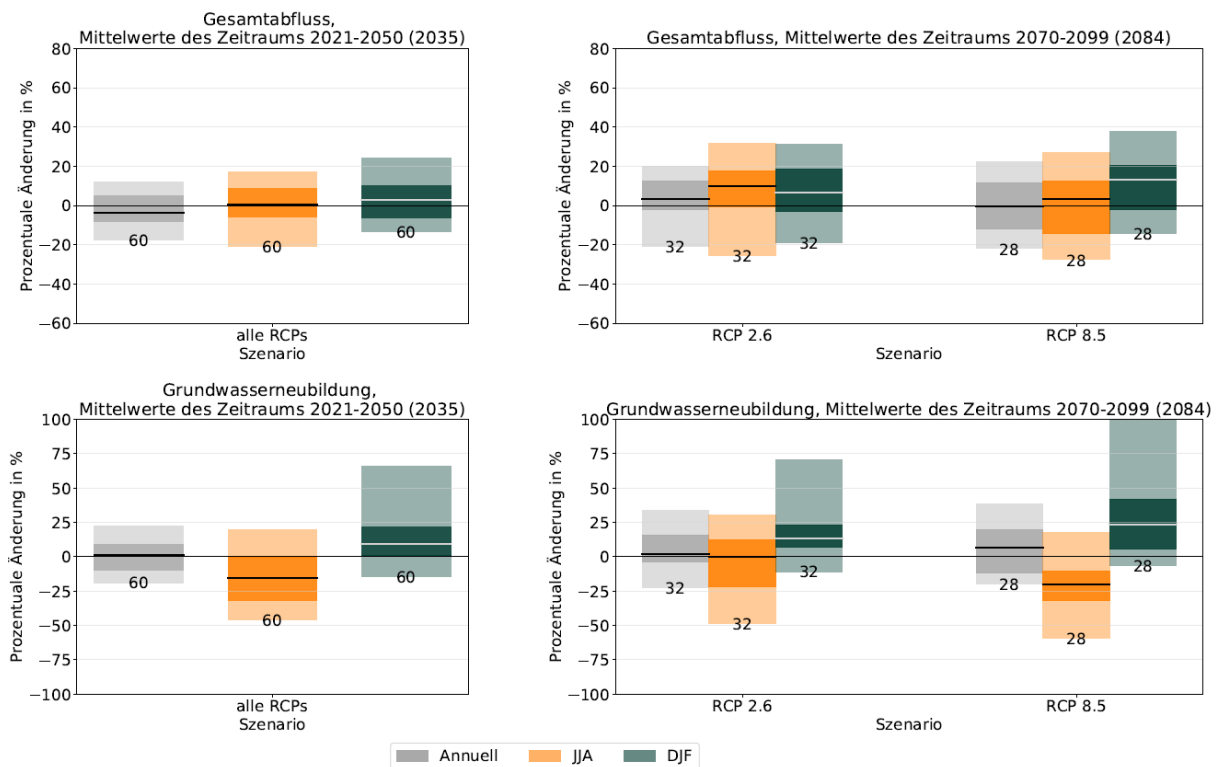 Gesamtabfluss,
Mittelwerte des Zeitraums 2021-2050 (2035)
Prozentuale Änderung in %
80
60
40
20
0
−20
−40
−60
60
60
60
alle RCPs
Szenario
Gesamtabfluss, Mittelwerte des Zeitraums 2070-2099 (2084)
Prozentuale Änderung in %
80
60
40
20
0
−20
−40
−60
32
32
32
28
28
28
RCP 2.6
RCP 8.5
Szenario
Grundwasserneubildung,
Mittelwerte des Zeitraums 2021-2050 (2035)
Prozentuale Änderung in %
100
75
50
25
0
−25
−50
−75
−100
60
60
60
alle RCPs
Szenario
Grundwasserneubildung, Mittelwerte des Zeitraums 2070-2099 (2084)
Prozentuale Änderung in %
100
75
50
25
0
−25
−50
−75
−100
32
32
32
28
28
28
RCP 2.6
RCP 8.5
Szenario
Annuell JJA DJF